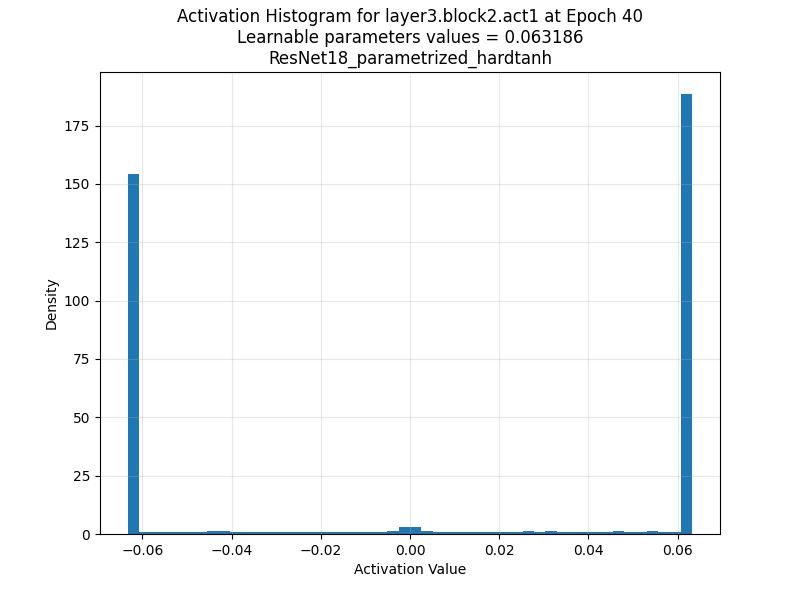 Activation Histogram for layer3.block2.act1 at Epoch 40
Learnable parameters values = 0.063186
ResNet18_parametrized_hardtanh
175
150
125
100
75
50
25
0
Density
−0.06 −0.04 −0.02 0.00 0.02 0.04 0.06
Activation Value